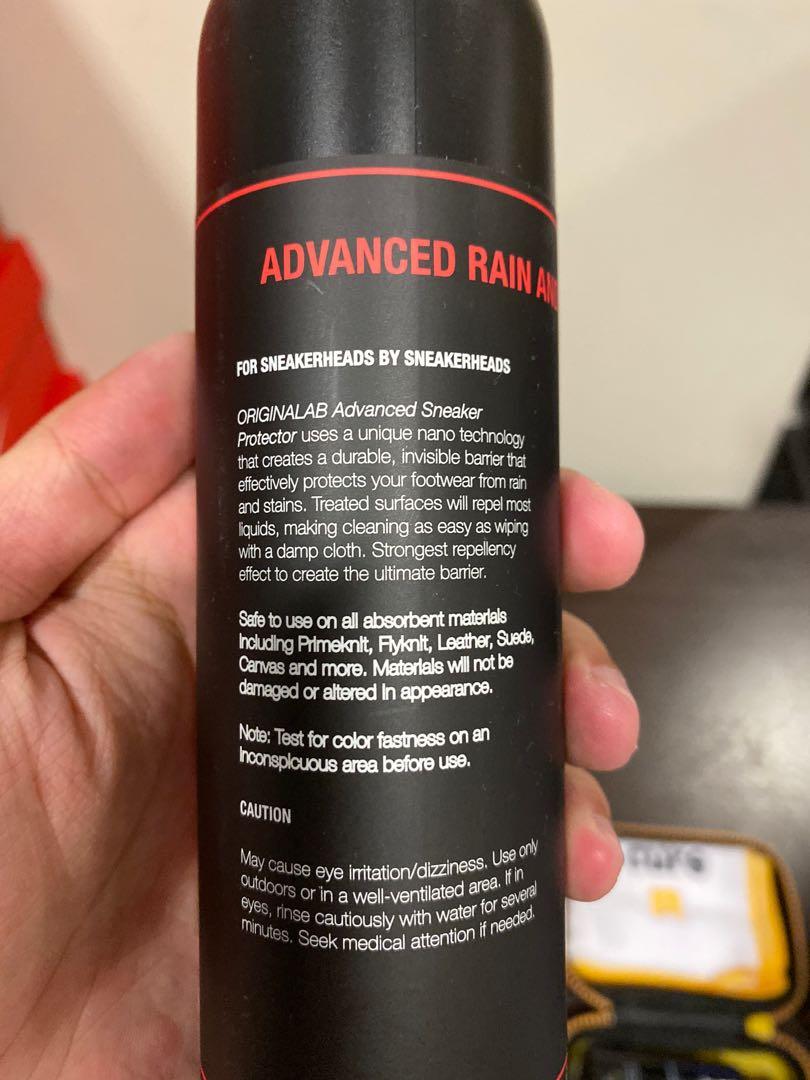 ADVANCED RAIN
FOR SNEAKERHEADS BY SNEAKERHEADS
ORIGINALAB Advanced Sneaker
Protector uses a unique nano technology
that creates a durable, invisible barrier that
effectively protects your footwear from rain
and stains. Treated surfaces will repel most
liquids, making cleaning as easy as wiping
with a damp cloth. Strongest repellency
effect to create the ultimate barrier.
Safe to use on all absorbent materials
including Primeknit, Flyknit, Leather, Suede,
Canvas and more. Materials will not be
damaged or altered in appearance.
Note: Test for color fastness on an
inconspicuous area before use.
CAUTION
May cause eye irritation/dizziness. Use only
outdoors or in a well-ventilated area. If in
eyes, rinse cautiously with water for several
minutes. Seek medical attention if needed.